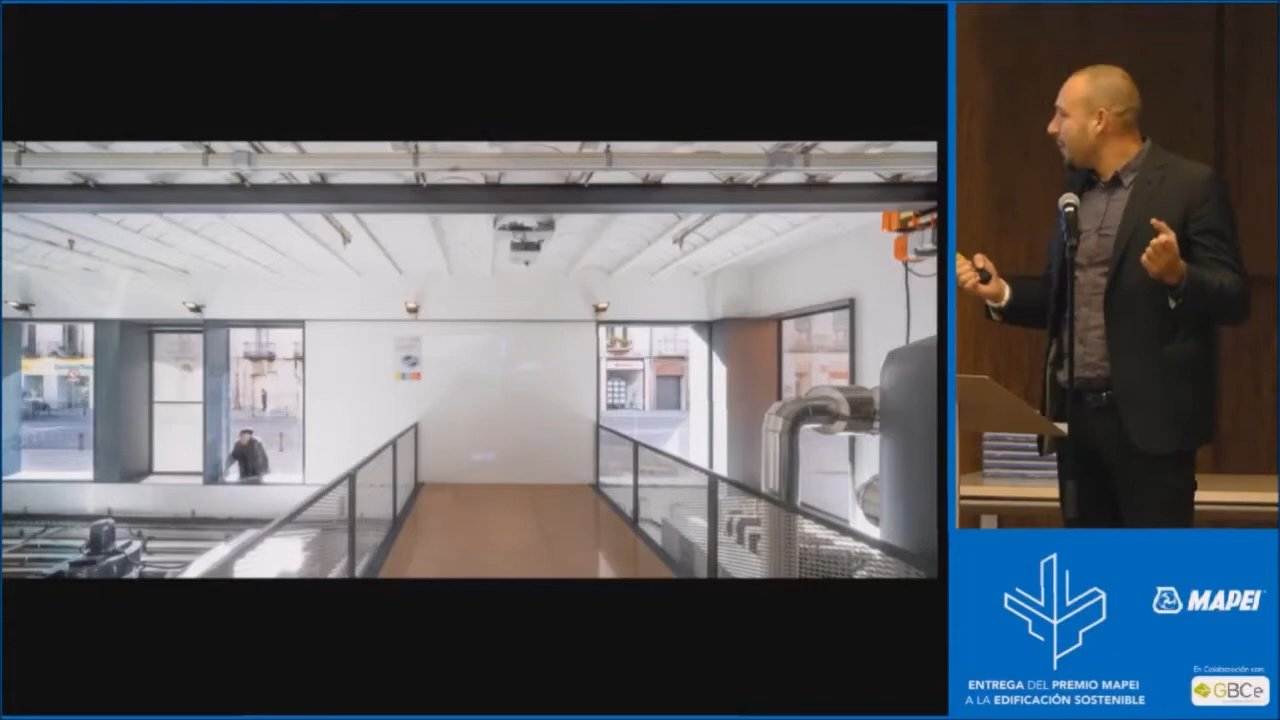 MAPEI
En Colaboración con:
GBCe
ENTREGA DEL PREMIO MAPEI
A LA EDIFICACIÓN SOSTENIBLE